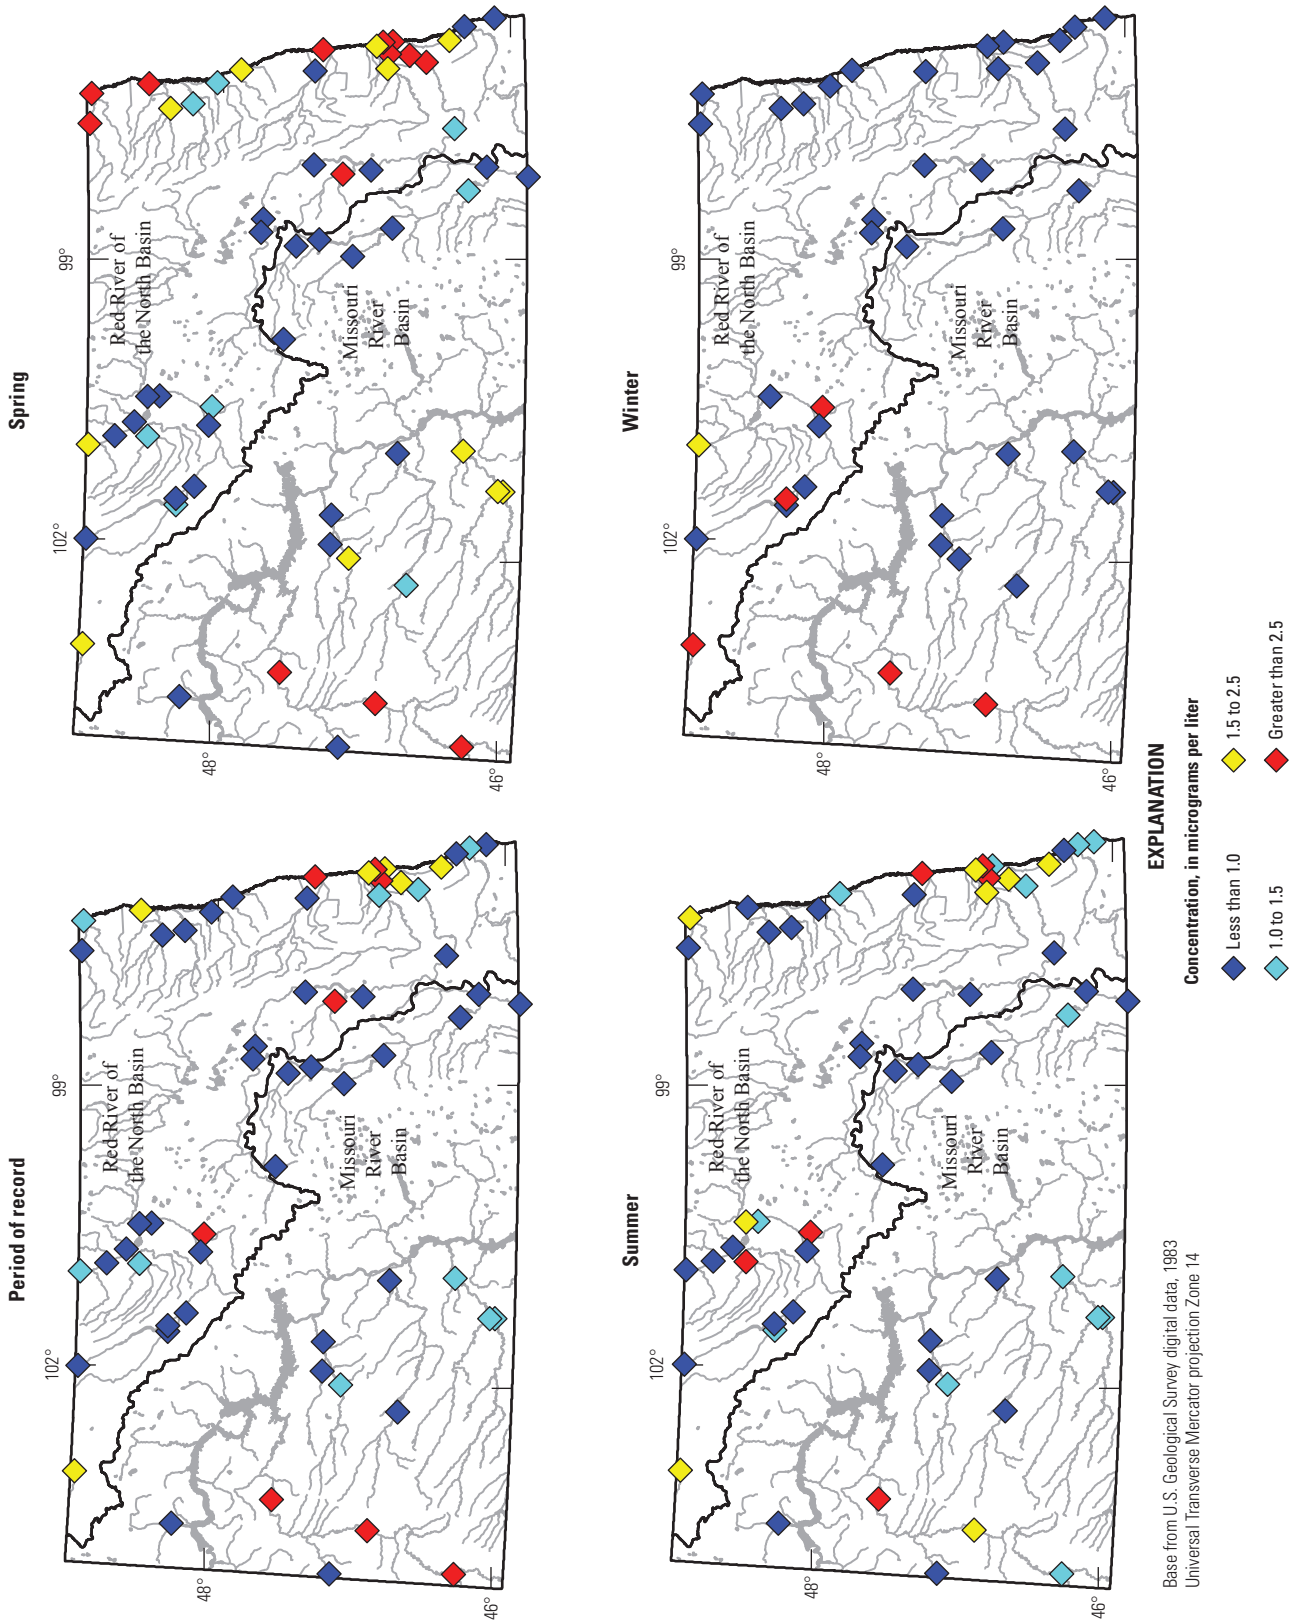 Period of record
102°
99°
48°
46°
Red River of
the North Basin
Missouri
River
Basin
Spring
102°
99°
48°
46°
Red River of
the North Basin
Missouri
River
Basin
Summer
102°
99°
48°
46°
Red River of
the North Basin
Missouri
River
Basin
Winter
102°
99°
48°
46°
Red River of
the North Basin
Missouri
River
Basin
Base from U.S. Geological Survey digital data, 1983
Universal Transverse Mercator projection Zone 14
EXPLANATION
Concentration, in micrograms per liter
Less than 1.0
1.0 to 1.5
1.5 to 2.5
Greater than 2.5